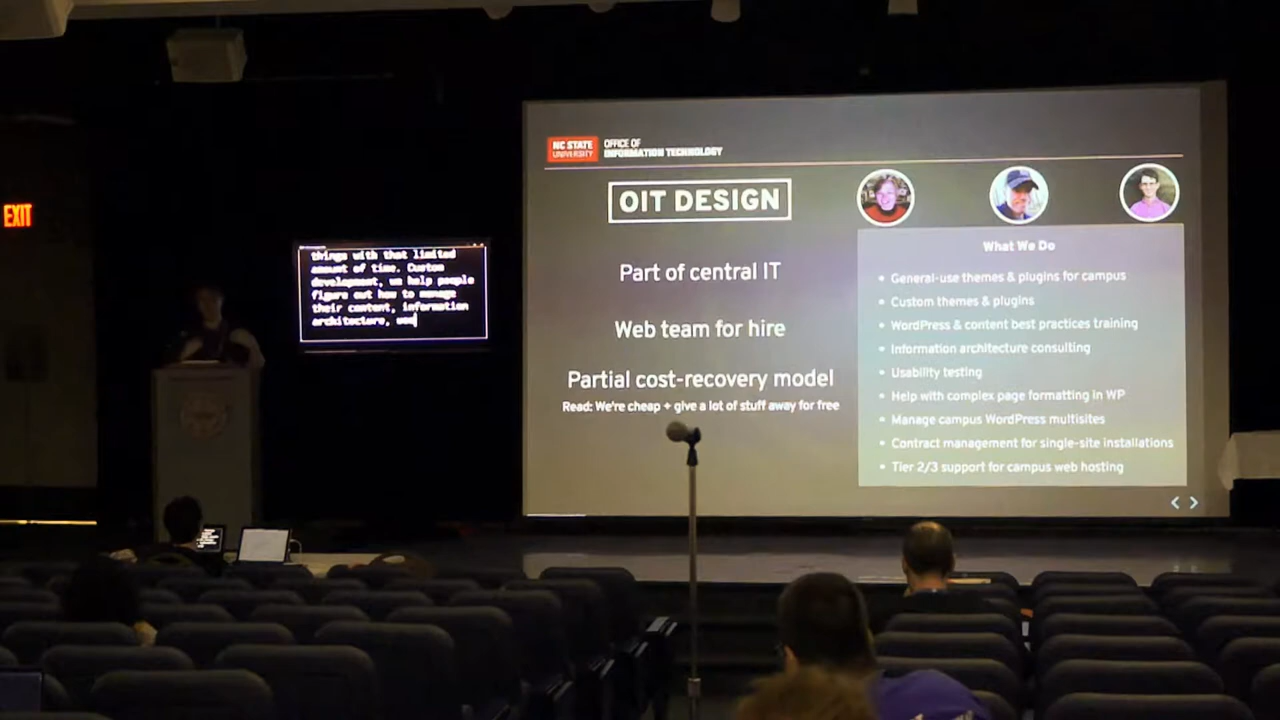 EXIT
things with that limited
amount of time. Custom
development, we help people
figure out how to manage
their content, information
architecture,
NC STATE
UNIVERSITY
OFFICE OF
INFORMATION TECHNOLOGY
OIT DESIGN
Part of central IT
Web team for hire
Partial cost-recovery model
Read: We're cheap + give a lot of stuff away for free
What We Do
• General-use themes & plugins for campus
• Custom themes & plugins
• WordPress & content best practices training
• Information architecture consulting
• Usability testing
• Help with complex page formatting in WP
• Manage campus WordPress multisites
• Contract management for single-site installations
• Tier 2/3 support for campus web hosting